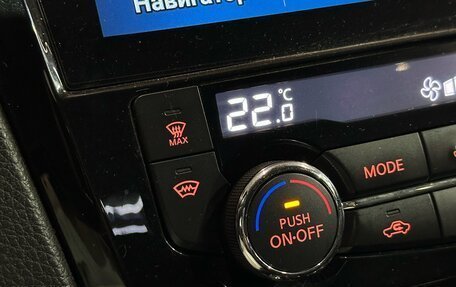 Навигатор
22.0 °C
MAX
MODE
PUSH
ON·OFF